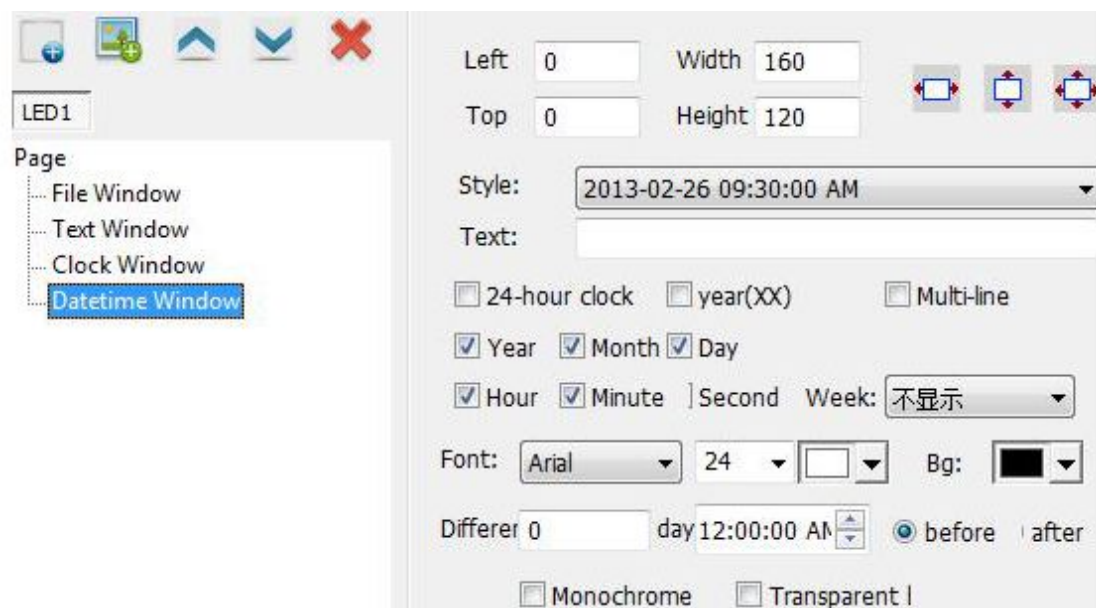 LED1
Page
File Window
Text Window
Clock Window
Datetime Window
Left 0 Width 160
Top 0 Height 120
Style: 2013-02-26 09:30:00 AM
Text:
24-hour clock year(XX) Multi-line
Year Month Day
Hour Minute Second Week: 不显示
Font: Arial 24 Bg:
Differer 0 day 12:00:00 AM before after
Monochrome Transparent